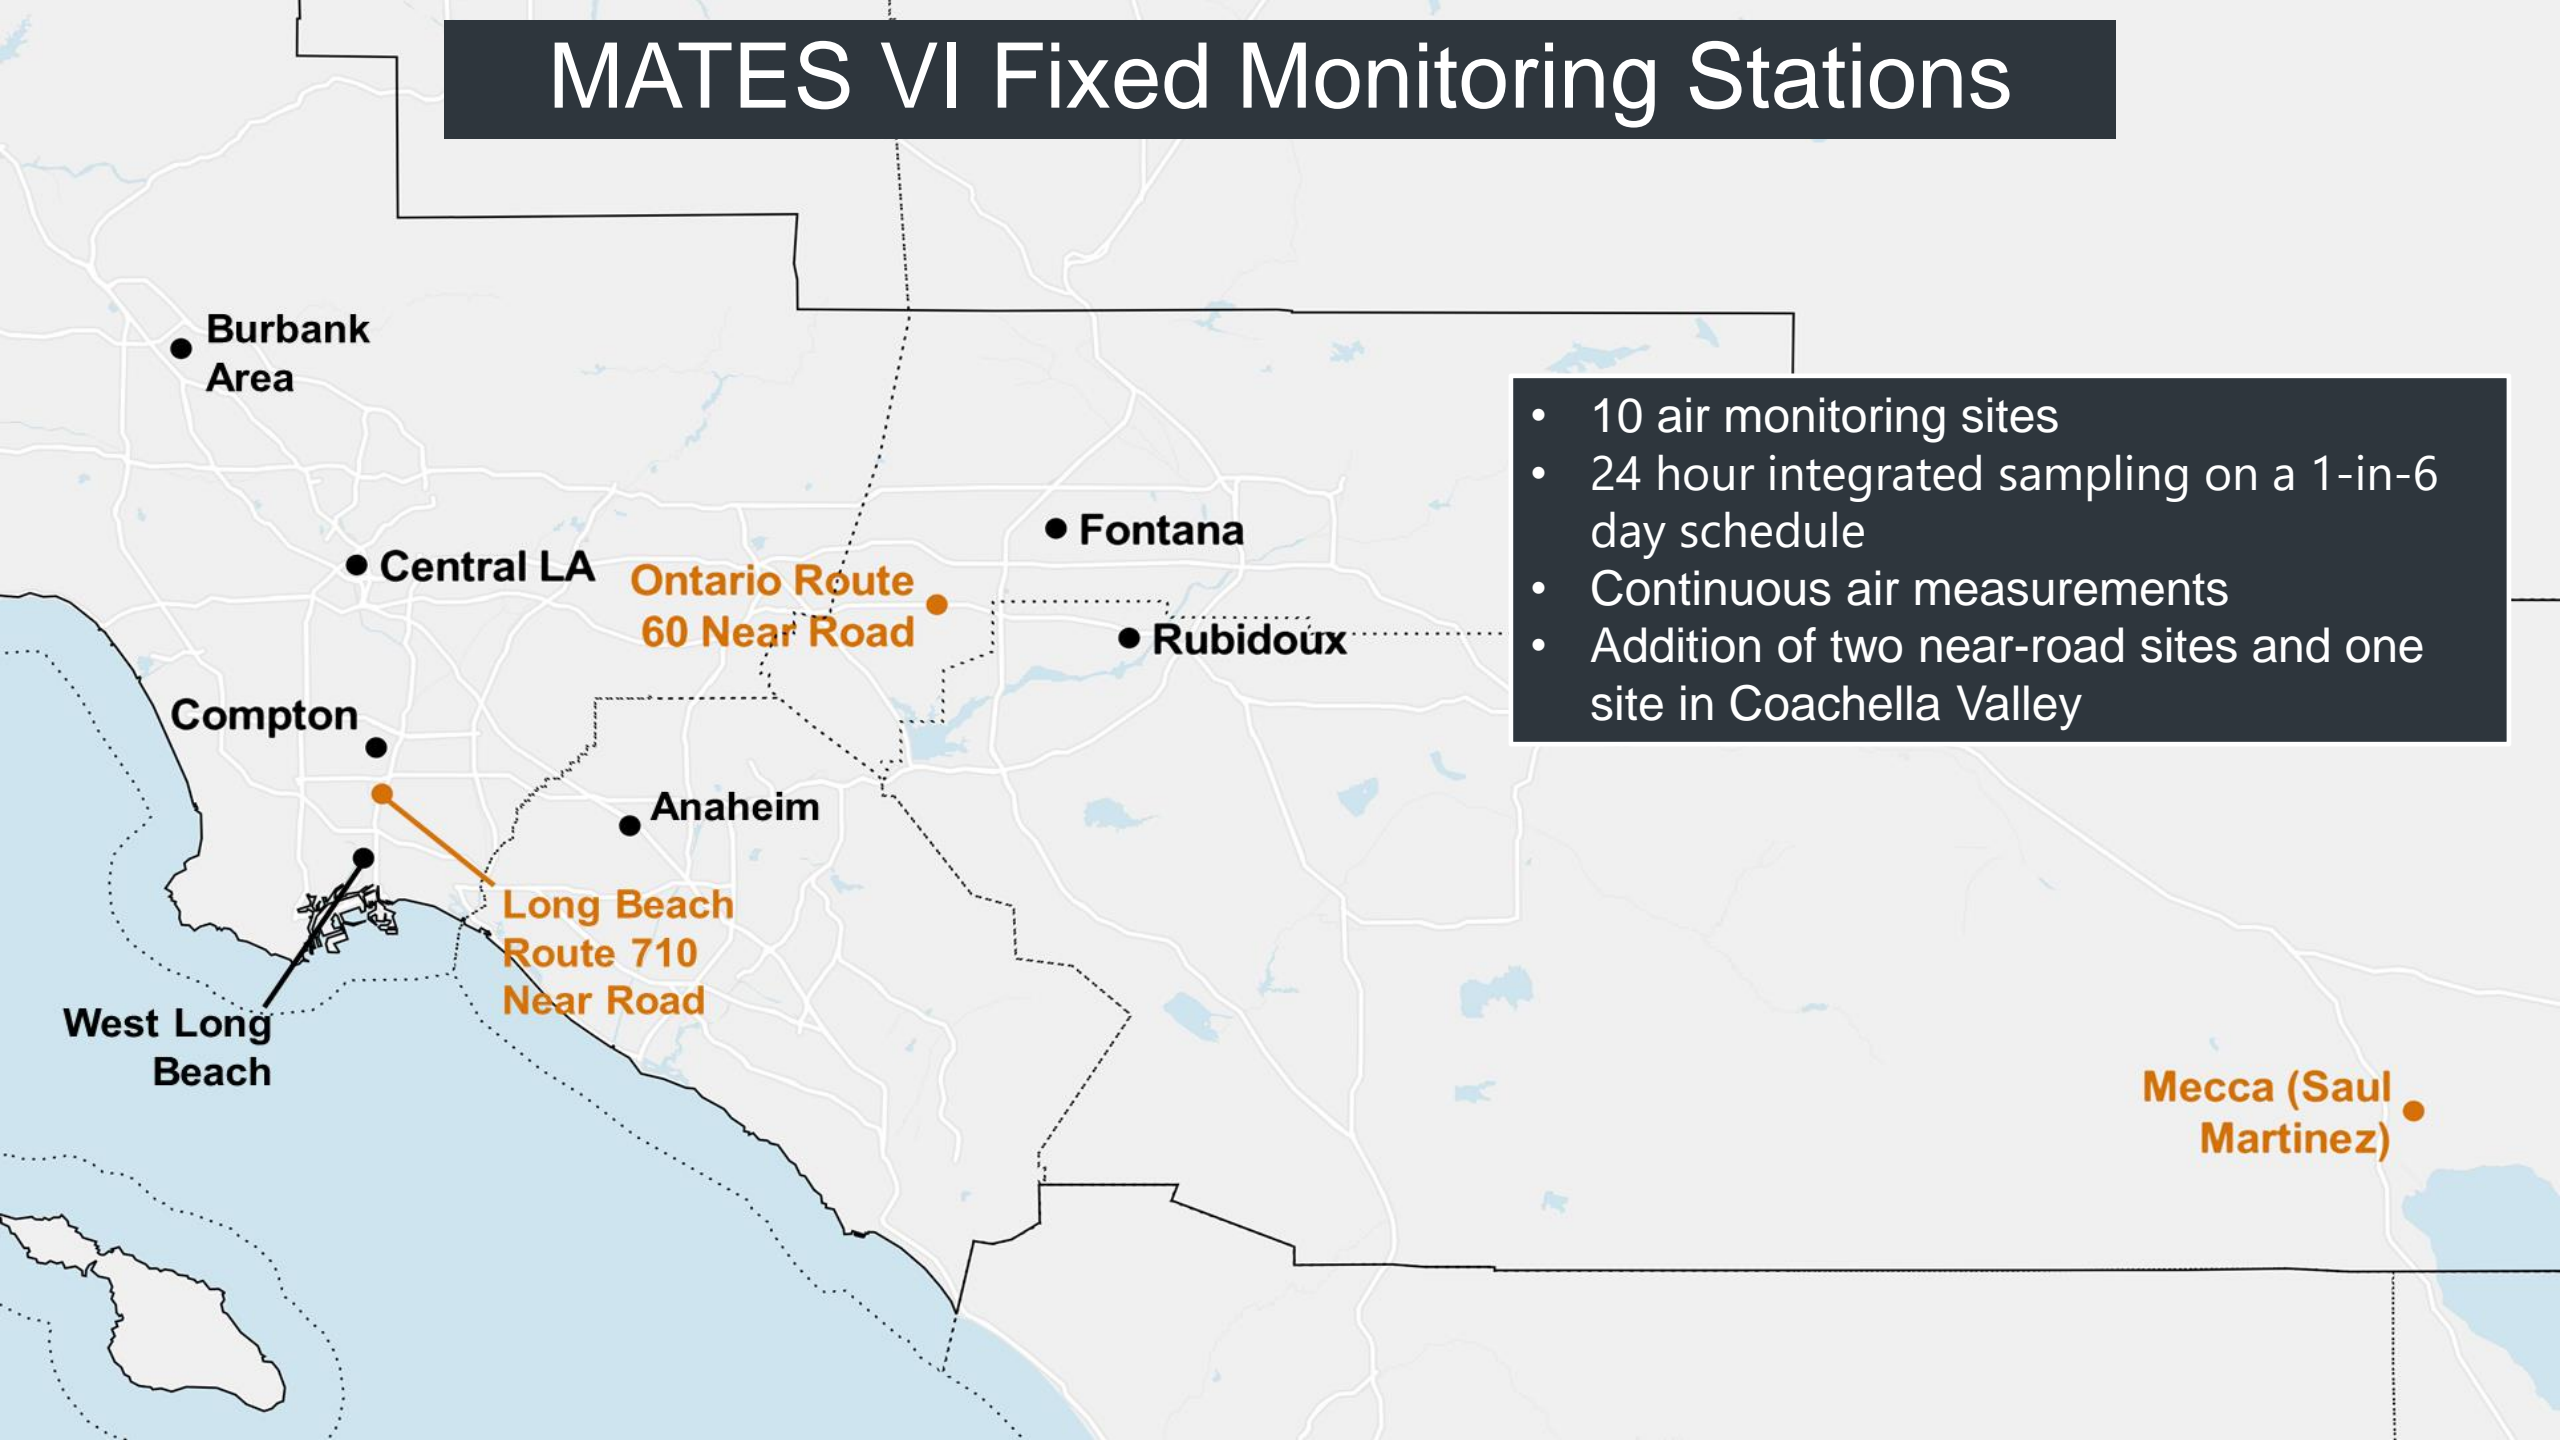 MATES VI Fixed Monitoring Stations
Burbank
Area
• 10 air monitoring sites
• 24 hour integrated sampling on a 1-in-6
day schedule
• Continuous air measurements
• Addition of two near-road sites and one
site in Coachella Valley
Fontana
Central LA
Ontario Route
60 Near Road
Rubidoux
Compton
Anaheim
Long Beach
Route 710
Near Road
West Long
Beach
Mecca (Saul
Martinez)